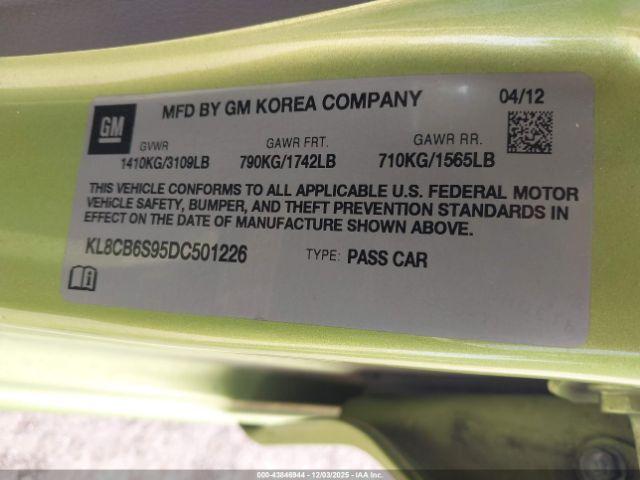 GM
MFD BY GM KOREA COMPANY 04/12
GVWR GAWR FRT. GAWR RR.
1410KG/3109LB 790KG/1742LB 710KG/1565LB
THIS VEHICLE CONFORMS TO ALL APPLICABLE U.S. FEDERAL MOTOR
VEHICLE SAFETY, BUMPER, AND THEFT PREVENTION STANDARDS IN
EFFECT ON THE DATE OF MANUFACTURE SHOWN ABOVE.
KL8CB6S95DC501226 TYPE: PASS CAR
000-43846944 | 12/03/2025 - IAA Inc. | Copart